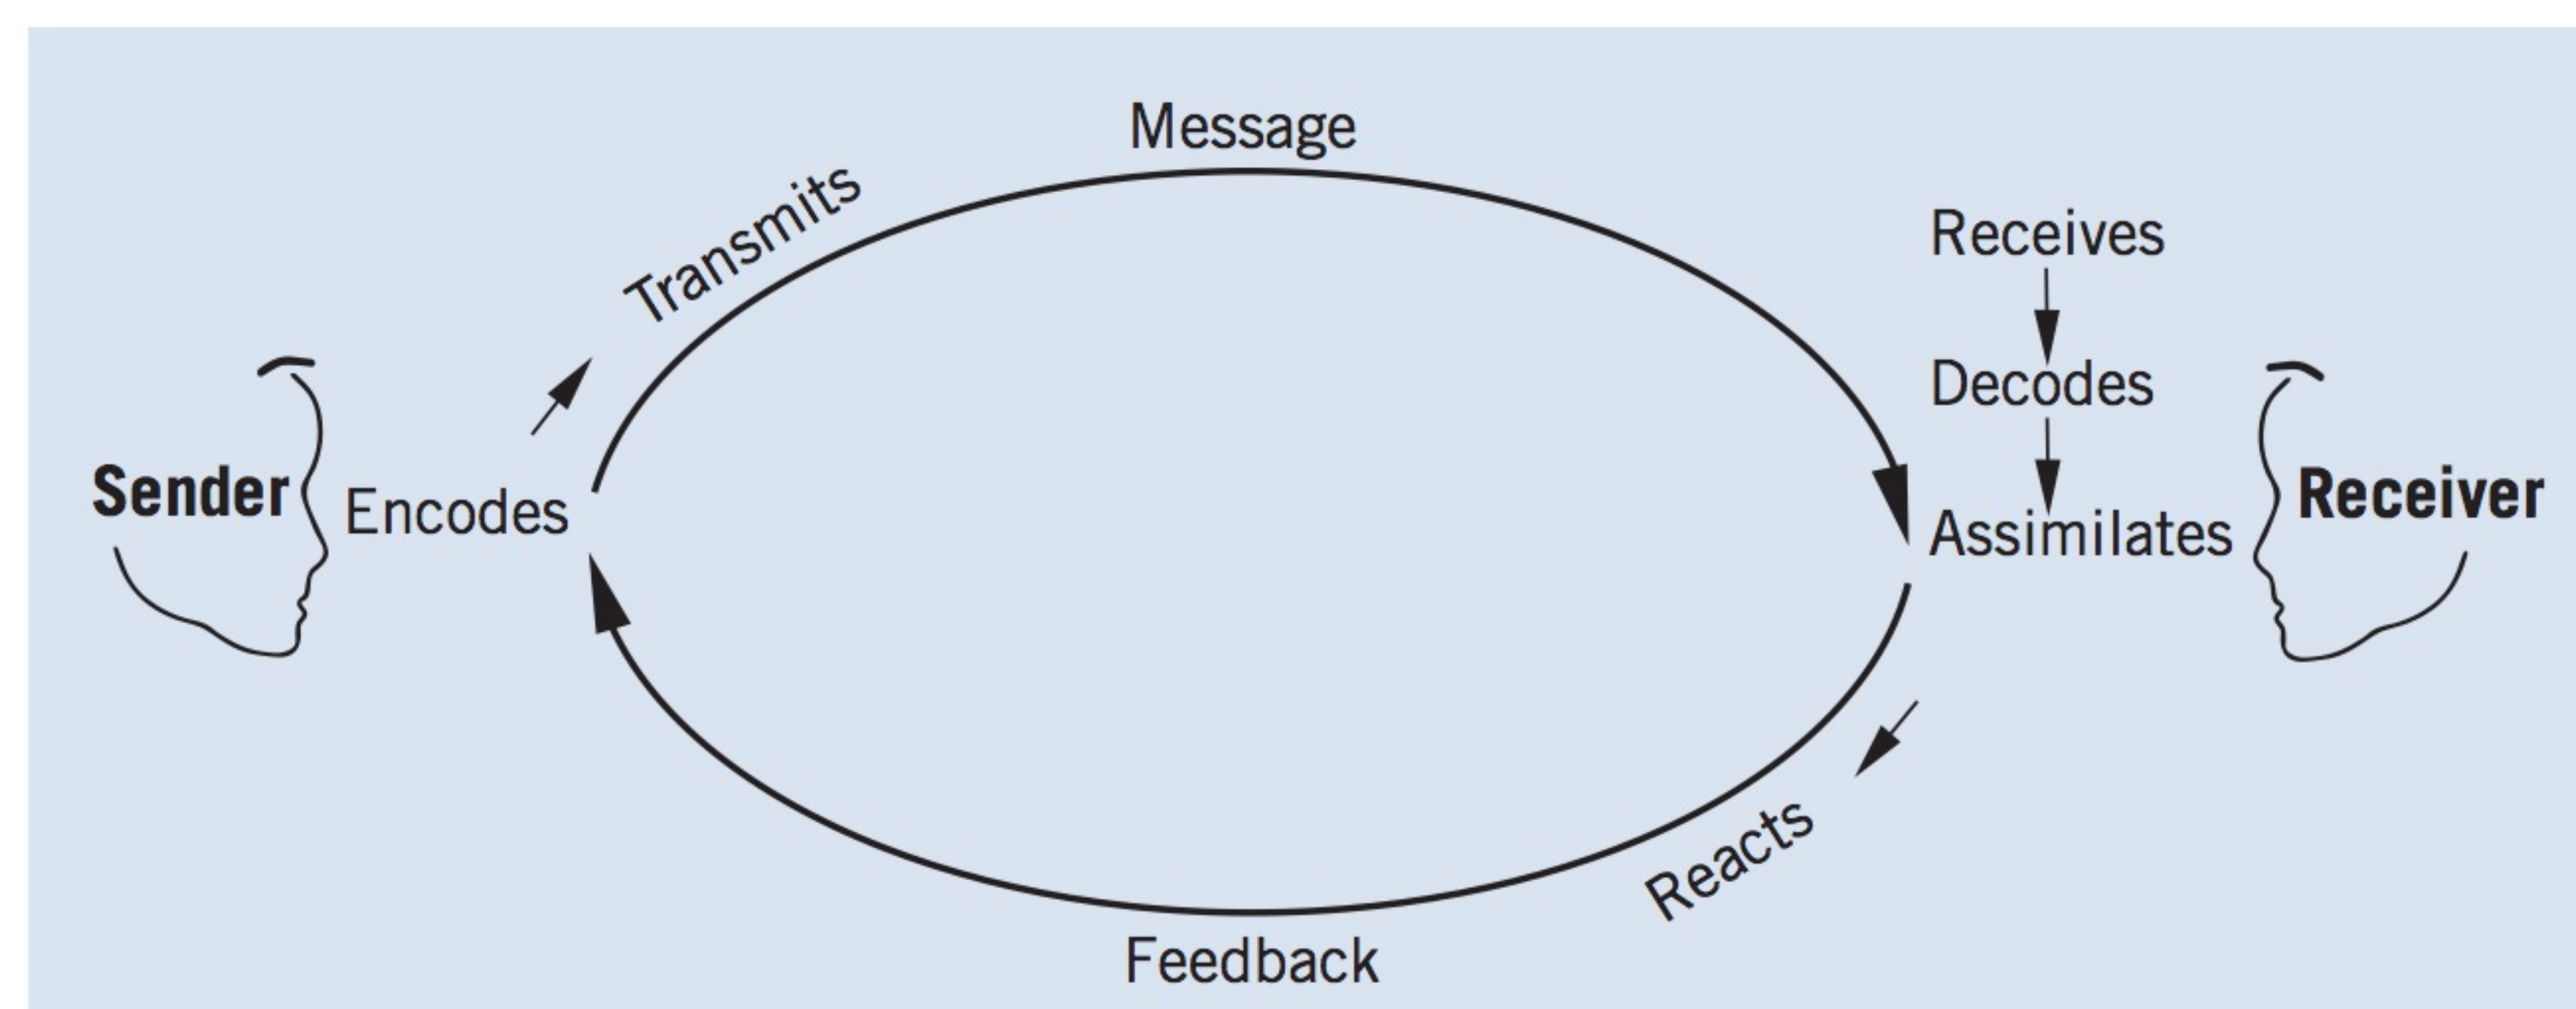 Message
Transmits
Receives
Decodes
Sender
Encodes
Assimilates
Receiver
Reacts
Feedback